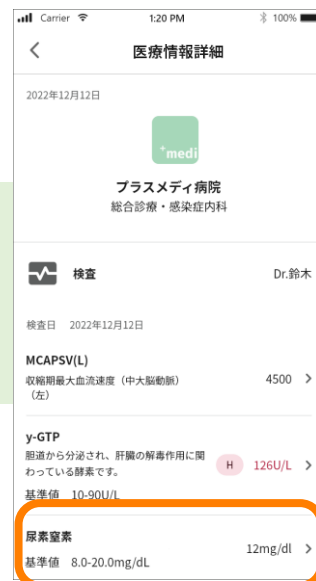 Carrier 1:20 PM 100%
医療情報詳細
2022年12月12日
+medi
プラスメディ病院
総合診療・感染症内科
検査 Dr.鈴木
検査日 2022年12月12日
MCAPSV(L)
収縮期最大血流速度（中大脳動脈） 4500
（左）
y-GTP
胆道から分泌され、肝臓の解毒作用に関
わっている酵素です。 H 126U/L
基準値 10-90U/L
尿素窒素
12mg/dl
基準値 8.0-20.0mg/dL